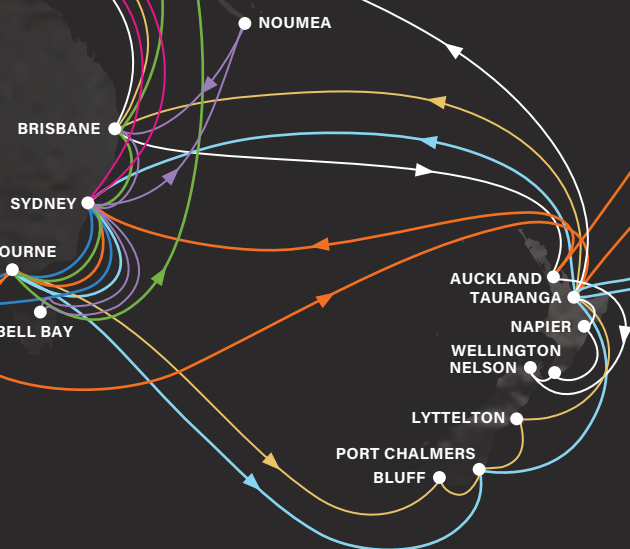 NOUMEA
BRISBANE
SYDNEY
OURNE
BELL BAY
AUCKLAND
TAURANGA
NAPIER
WELLINGTON
NELSON
LYTTELTON
PORT CHALMERS
BLUFF